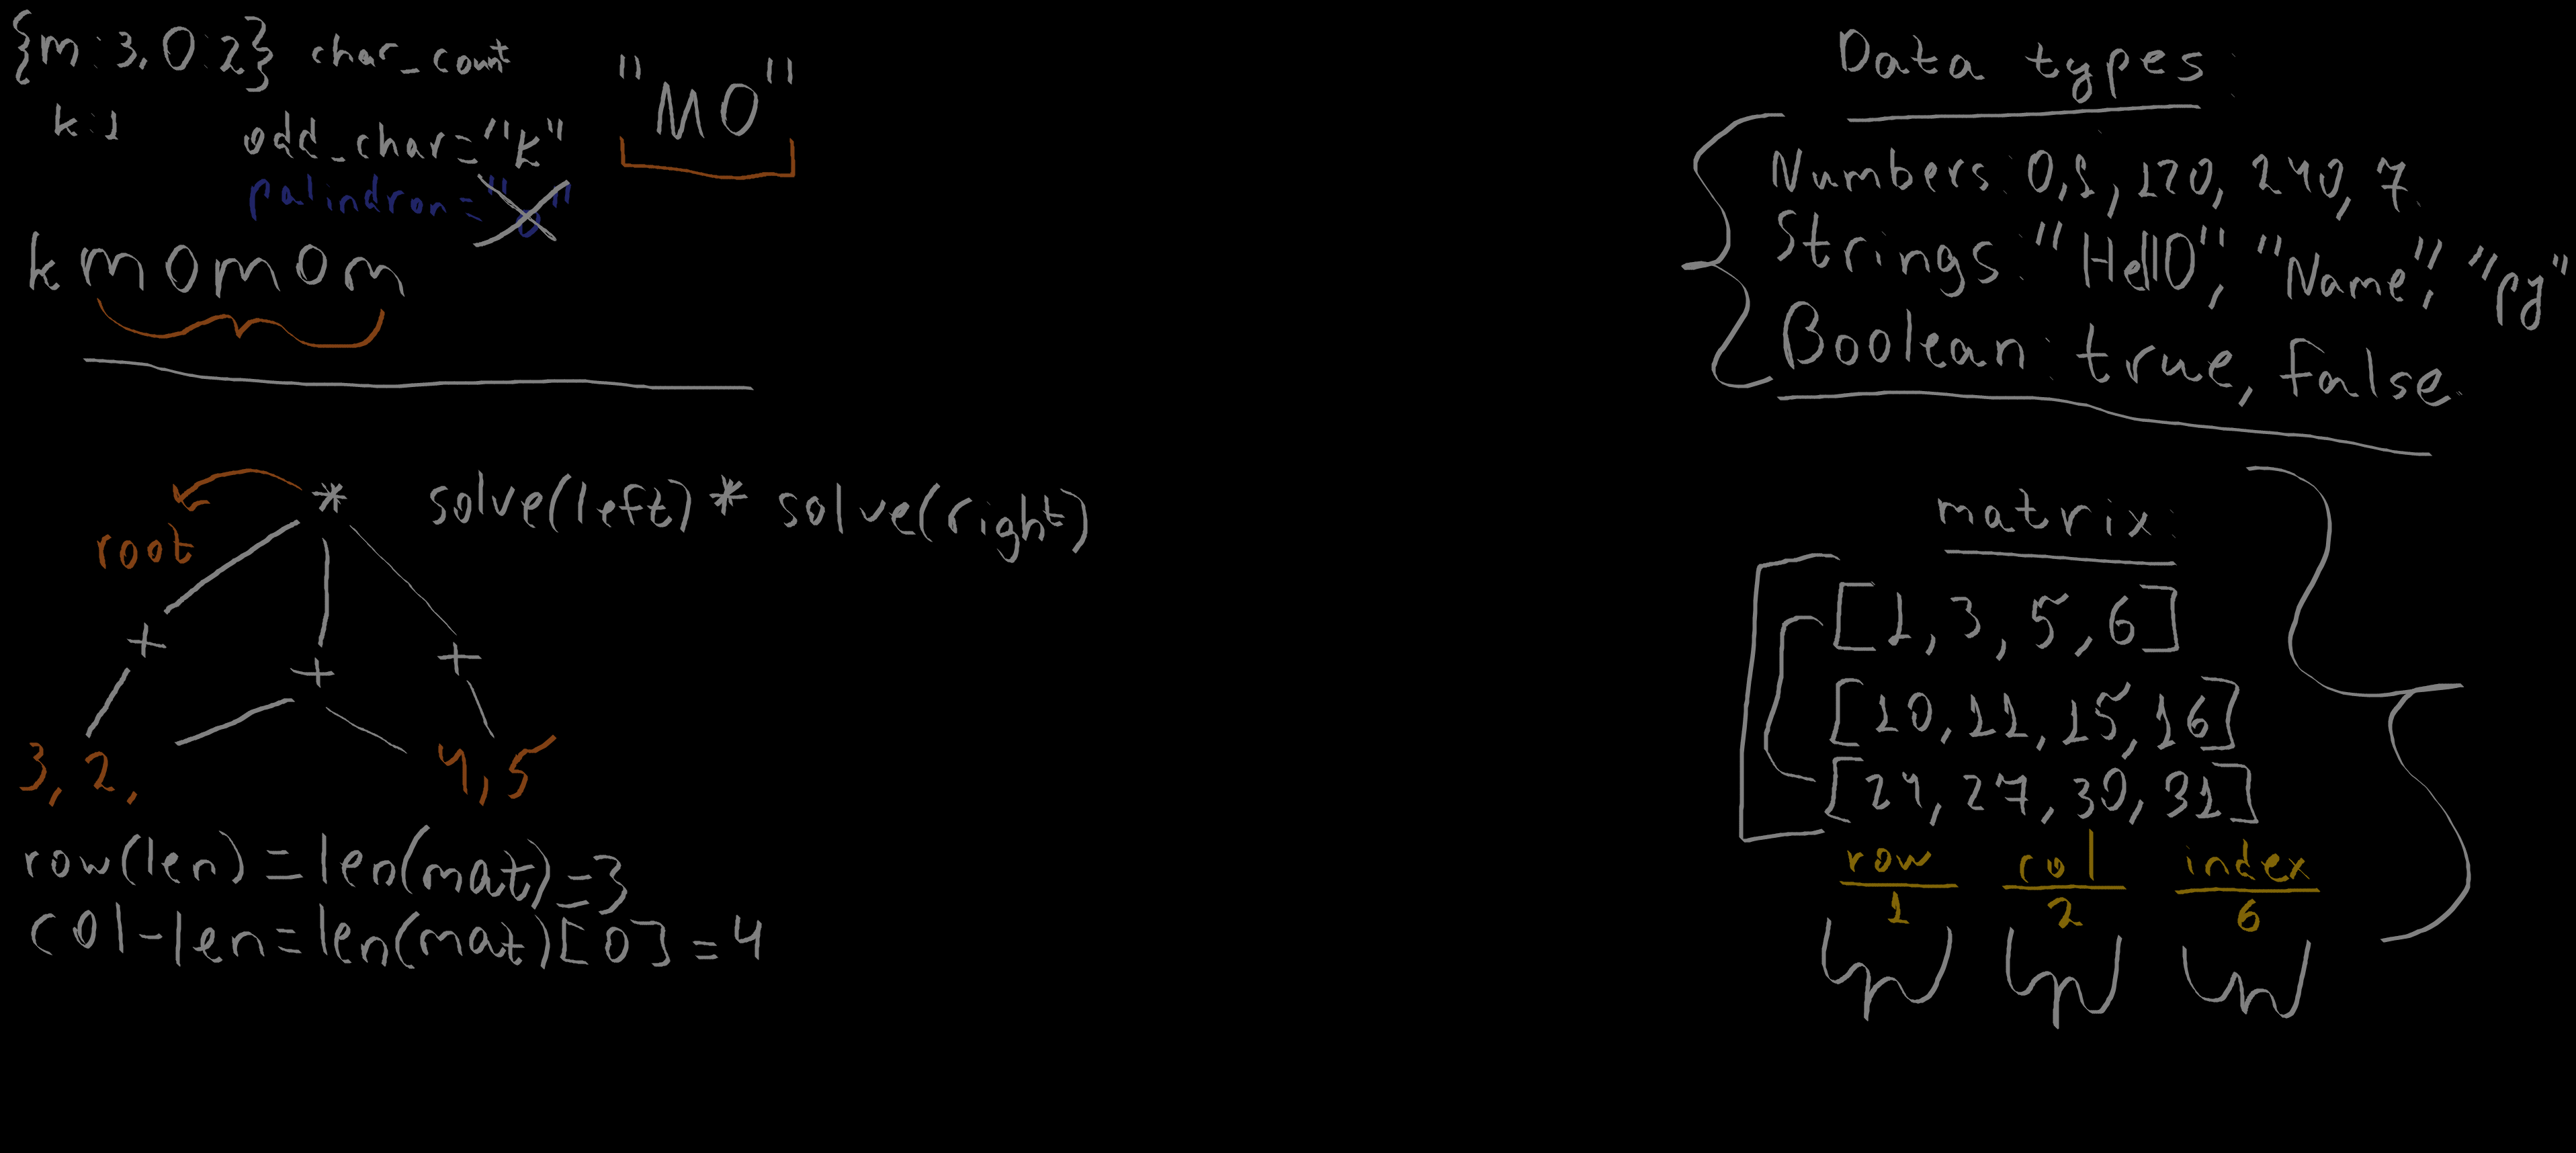 {m:3,O:2} char_count
k:1
odd_char="k"
palindron="0"
"MO"
kmomom
* solve(left)*solve(right)
root
+ + +
3, 2, 4,5
row(len)=len(mat)=3
col-len=len(mat)[0]=4
Data types:
Numbers:0,1,120,240,7.
Strings:"HellO","Name","py"
Boolean:true,false.
matrix:
[1,3,5,6]
[10,11,15,16]
[24,27,30,31]
row col index
1 2 6